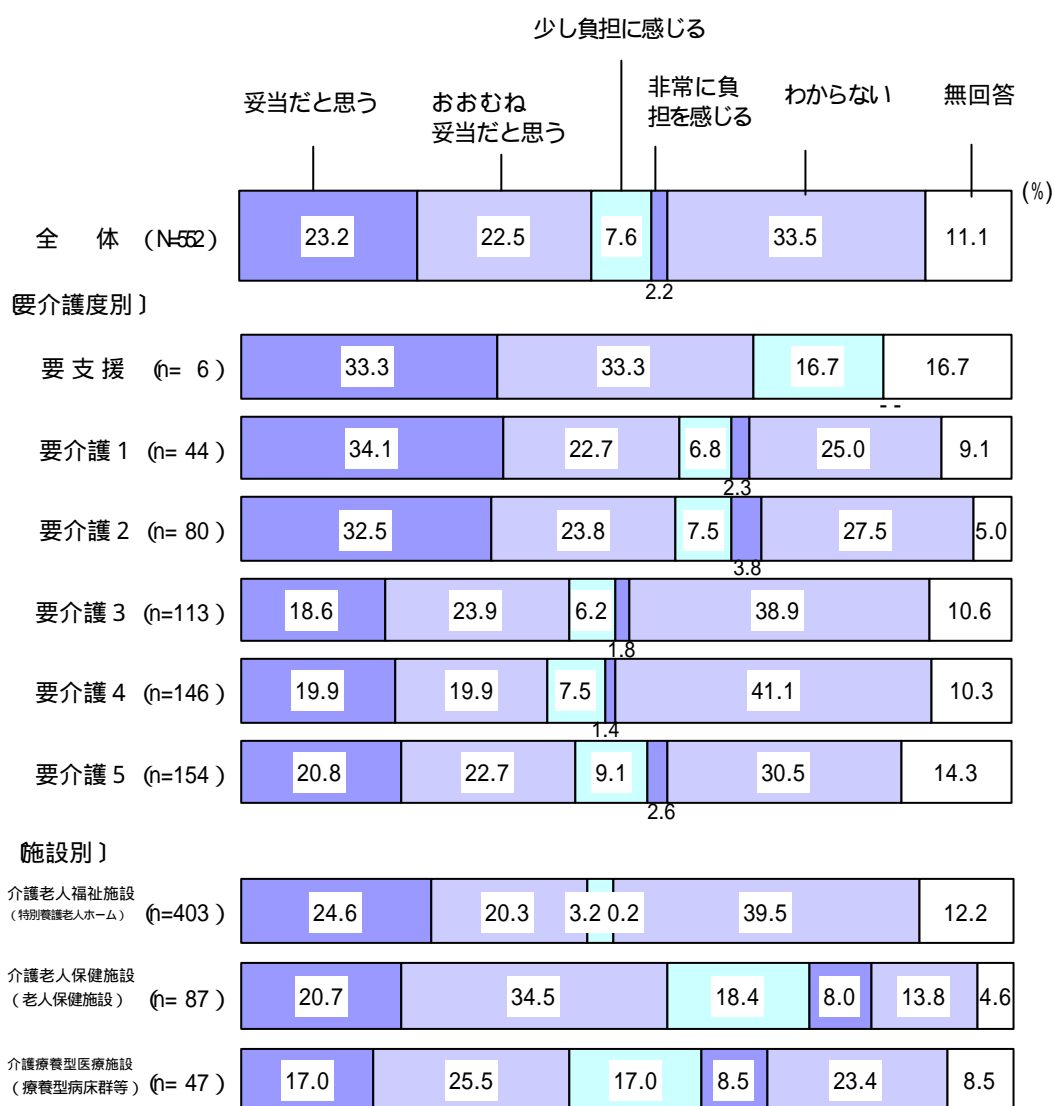 少し負担に感じる
妥当だと思う おおむね 妥当だと思う 非常に負 担を感じる わからない 無回答
(%)
全 体 （N=552） 23.2 22.5 7.6 2.2 33.5 11.1
〔要介護度別〕
要 支 援 (n= 6 ) 33.3 33.3 16.7 - - 16.7
要介護１ (n= 44 ) 34.1 22.7 6.8 2.3 25.0 9.1
要介護２ (n= 80 ) 32.5 23.8 7.5 3.8 27.5 5.0
要介護３ (n=113 ) 18.6 23.9 6.2 1.8 38.9 10.6
要介護４ (n=146 ) 19.9 19.9 7.5 1.4 41.1 10.3
要介護５ (n=154 ) 20.8 22.7 9.1 2.6 30.5 14.3
〔施設別〕
介護老人福祉施設
（特別養護老人ホーム） (n=403 ) 24.6 20.3 3.2 0.2 39.5 12.2
介護老人保健施設
（老人保健施設） (n= 87 ) 20.7 34.5 18.4 8.0 13.8 4.6
介護療養型医療施設
（療養型病床群等） (n= 47 ) 17.0 25.5 17.0 8.5 23.4 8.5